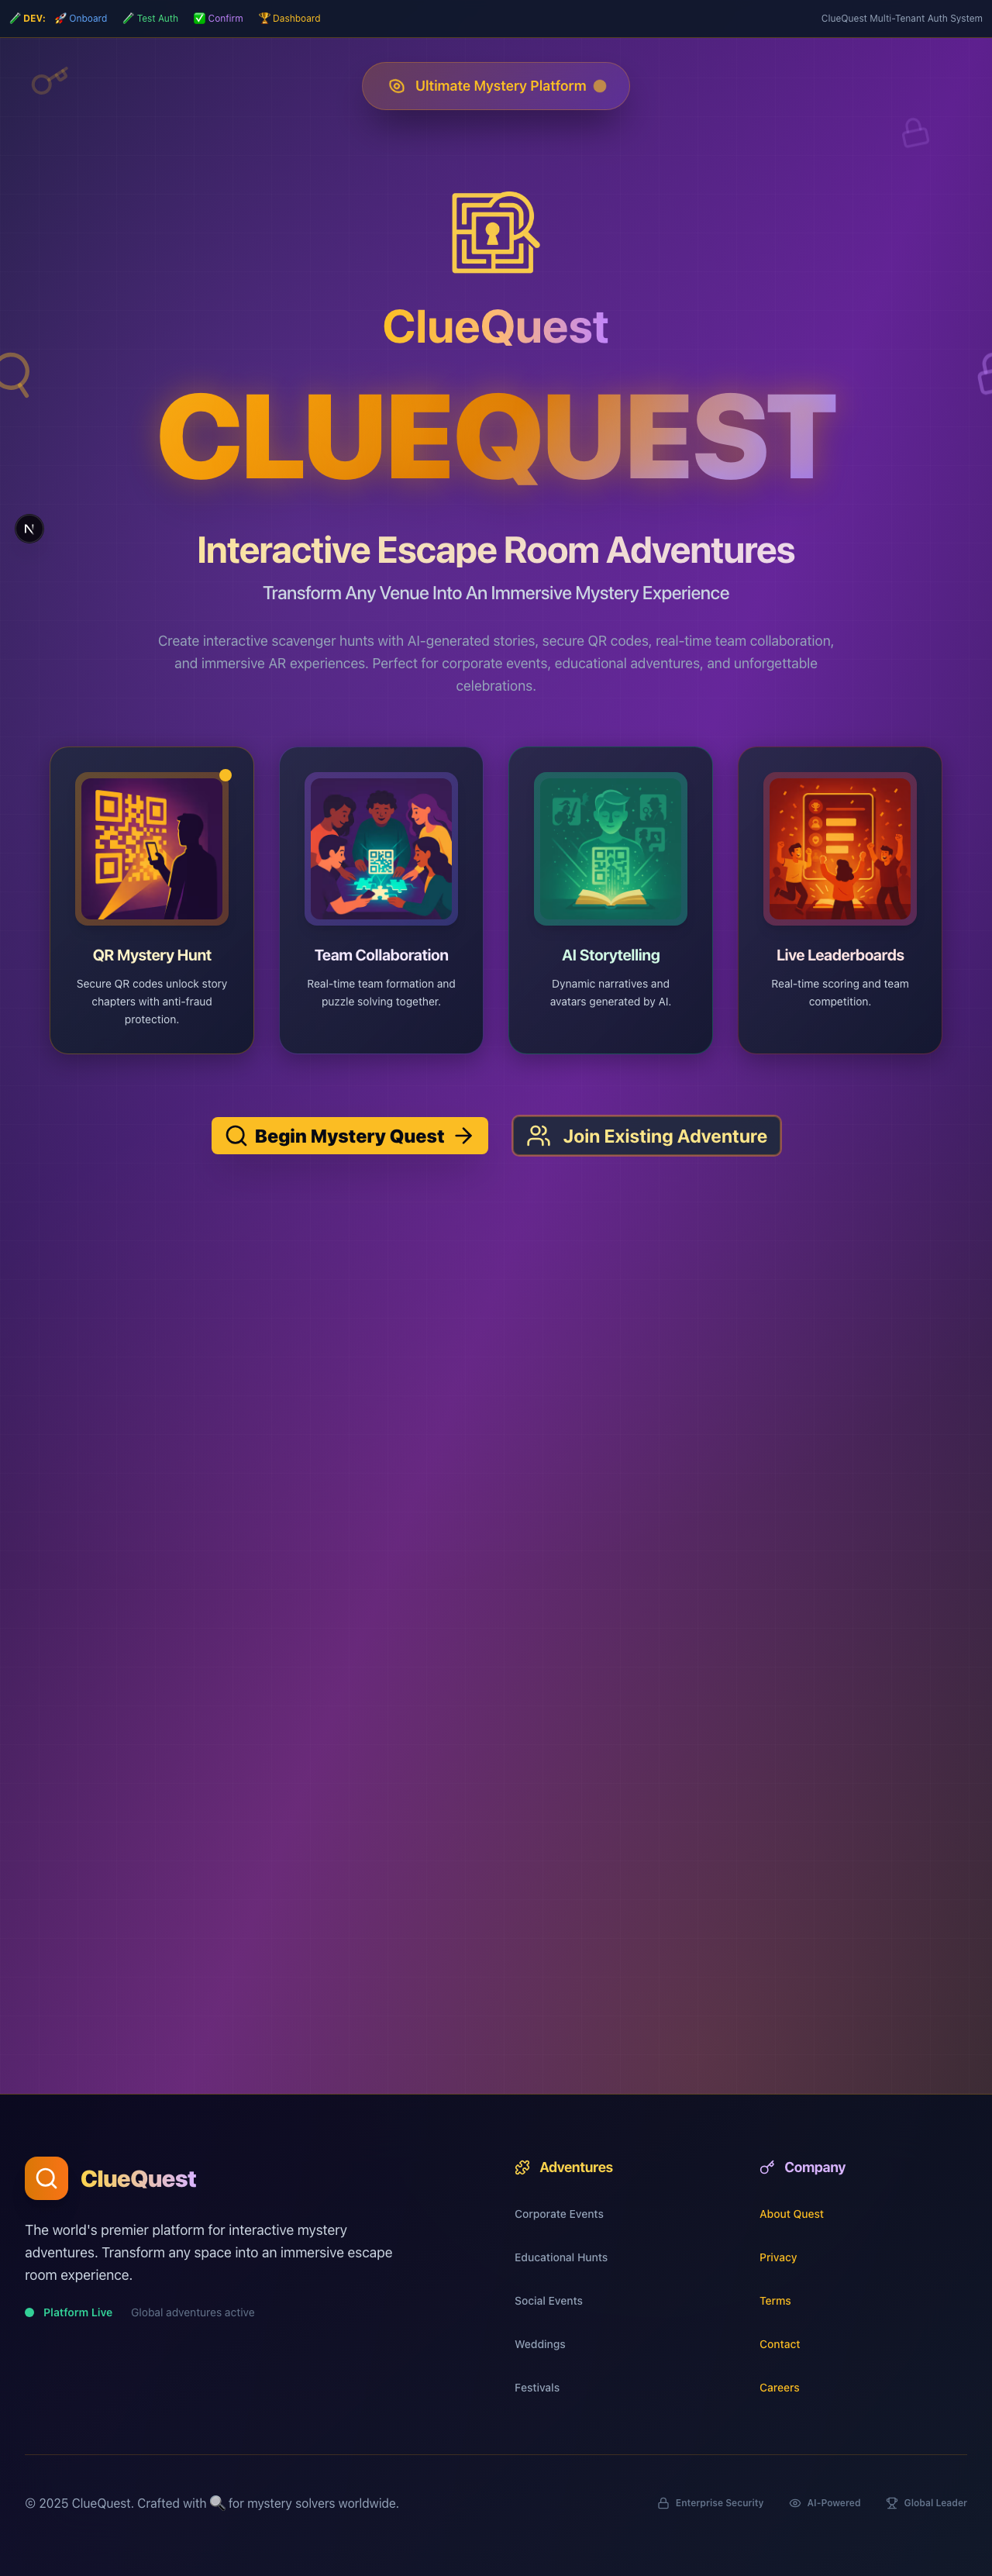 DEV: Onboard Test Auth Confirm Dashboard ClueQuest Multi-Tenant Auth System
Ultimate Mystery Platform
ClueQuest
CLUEQUEST
N
Interactive Escape Room Adventures
Transform Any Venue Into An Immersive Mystery Experience
Create interactive scavenger hunts with AI-generated stories, secure QR codes, real-time team collaboration,
and immersive AR experiences. Perfect for corporate events, educational adventures, and unforgettable
celebrations.
QR Mystery Hunt
Secure QR codes unlock story
chapters with anti-fraud
protection.
Team Collaboration
Real-time team formation and
puzzle solving together.
AI Storytelling
Dynamic narratives and
avatars generated by AI.
Live Leaderboards
Real-time scoring and team
competition.
Begin Mystery Quest
Join Existing Adventure
ClueQuest
The world's premier platform for interactive mystery
adventures. Transform any space into an immersive escape
room experience.
Platform Live Global adventures active
Adventures
Corporate Events
Educational Hunts
Social Events
Weddings
Festivals
Company
About Quest
Privacy
Terms
Contact
Careers
© 2025 ClueQuest. Crafted with 🔍 for mystery solvers worldwide.
Enterprise Security AI-Powered Global Leader